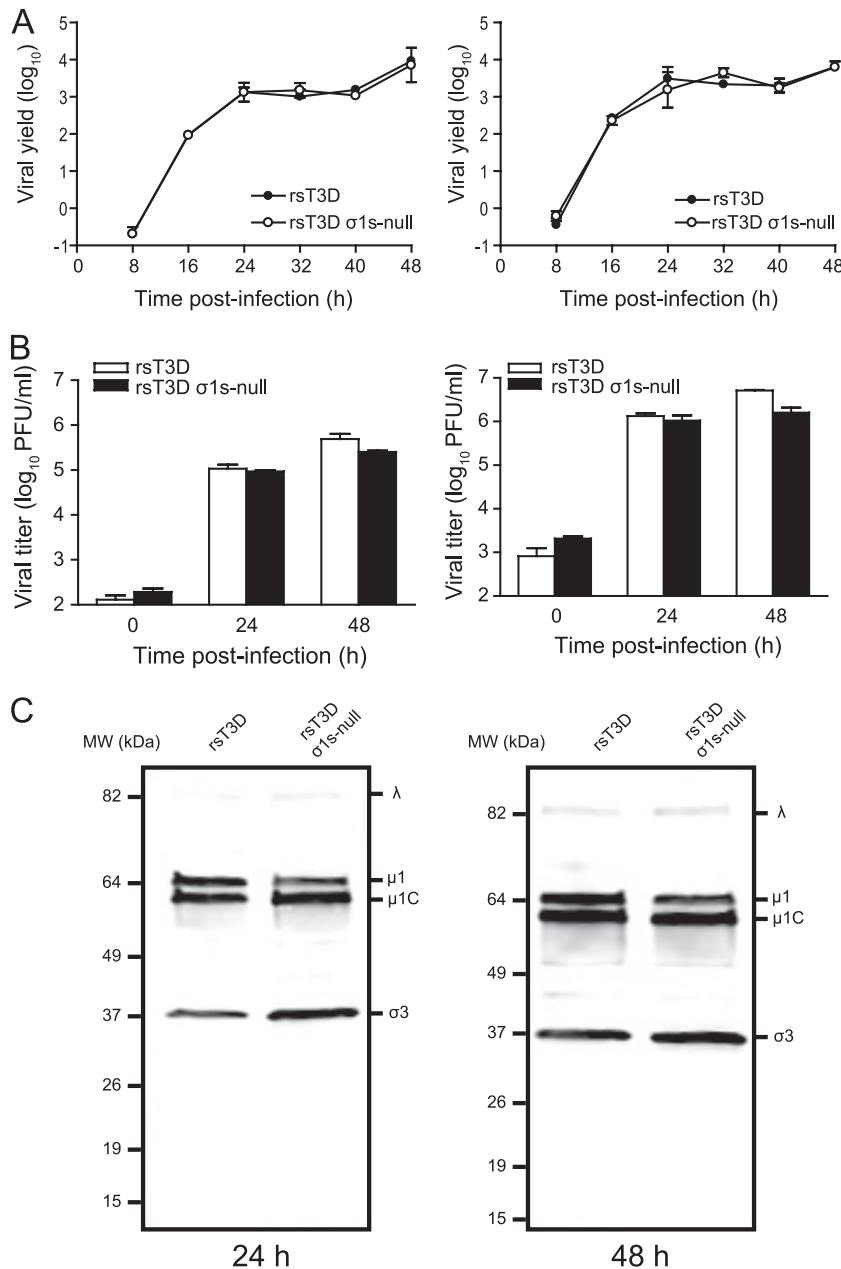 A
Viral yield (log10)
5
4
3
2
1
0
-1
rsT3D
rsT3D σ1s-null
0 8 16 24 32 40 48
Time post-infection (h)
Viral yield (log10)
5
4
3
2
1
0
-1
rsT3D
rsT3D σ1s-null
0 8 16 24 32 40 48
Time post-infection (h)
B
Viral titer (log10 PFU/ml)
7
6
5
4
3
2
rsT3D
rsT3D σ1s-null
0 24 48
Time post-infection (h)
Viral titer (log10 PFU/ml)
7
6
5
4
3
2
rsT3D
rsT3D σ1s-null
0 24 48
Time post-infection (h)
C
MW (kDa)
rsT3D
rsT3D
σ1s-null
82
64
49
37
26
19
15
λ
μ1
μ1C
σ3
24 h
MW (kDa)
rsT3D
rsT3D
σ1s-null
82
64
49
37
26
19
15
λ
μ1
μ1C
σ3
48 h